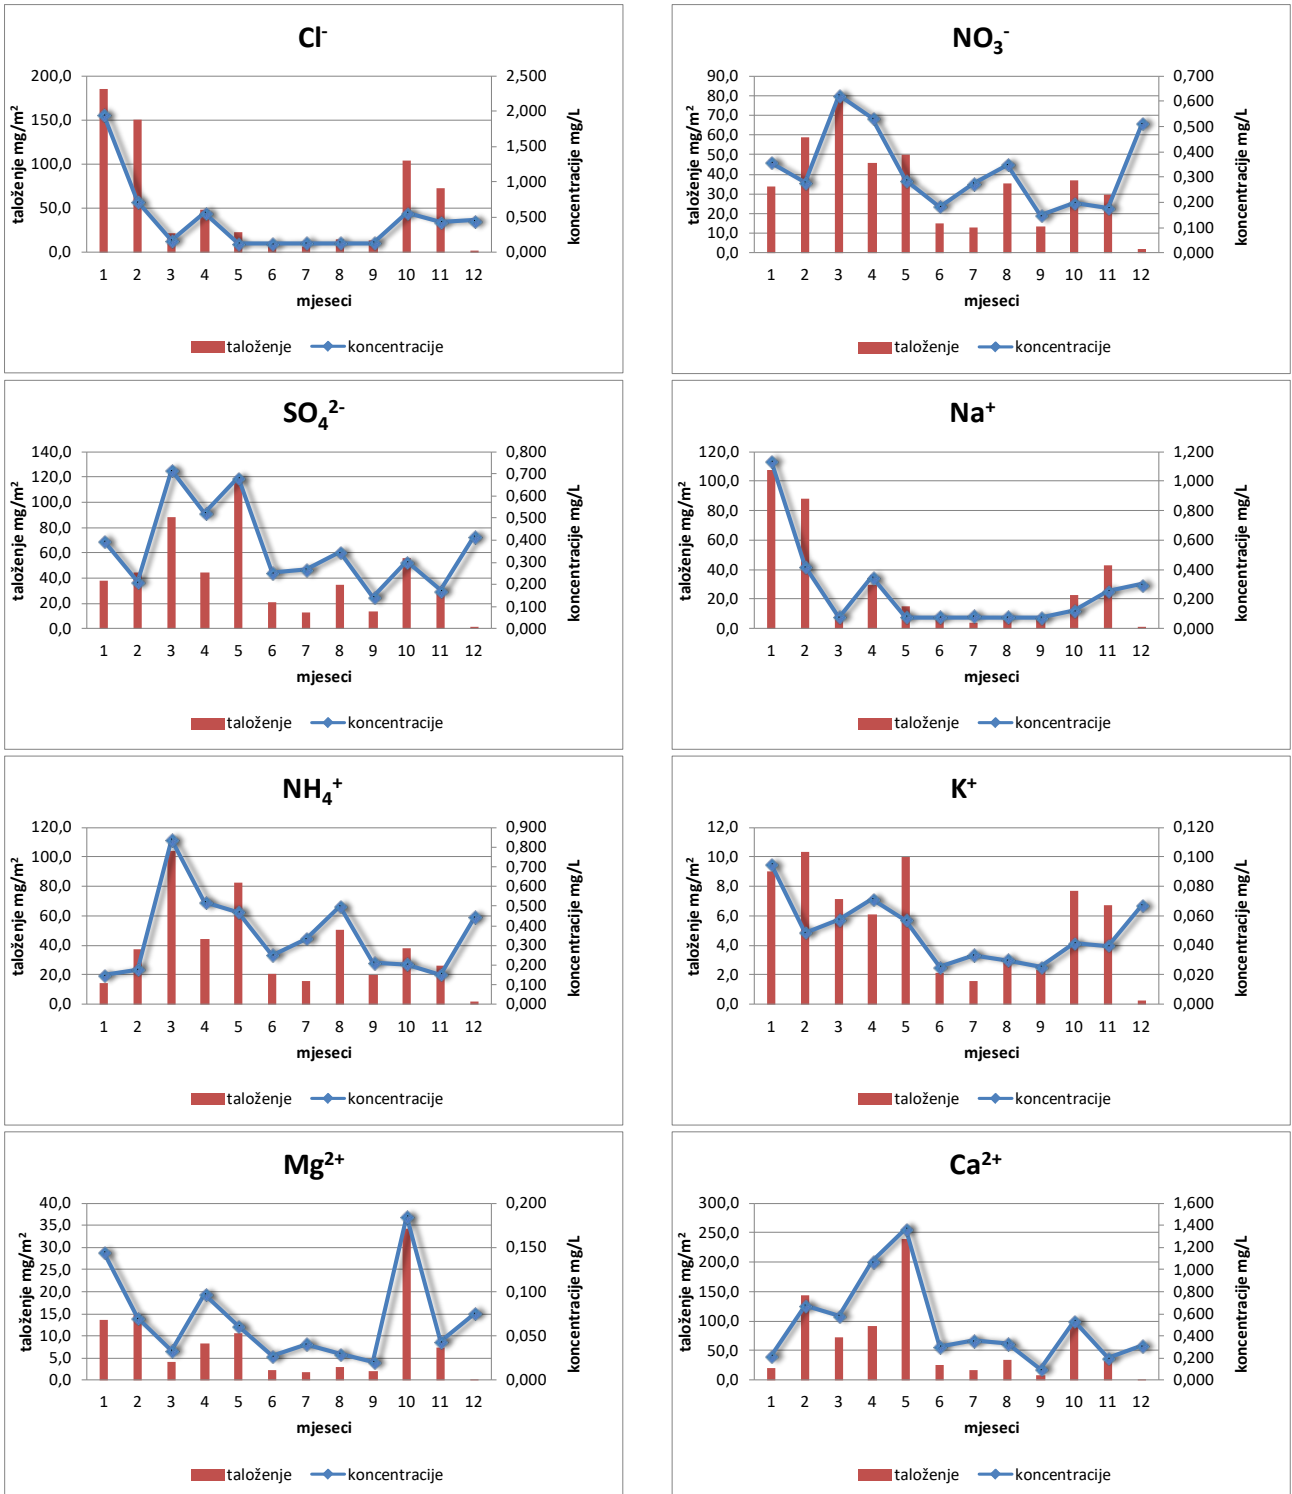 Cl⁻
taloženje mg/m²
200,0
150,0
100,0
50,0
0,0
2,500
2,000
1,500
1,000
0,500
0,000
koncentracije mg/L
1 2 3 4 5 6 7 8 9 10 11 12
mjeseci
taloženje koncentracije
NO₃⁻
taloženje mg/m²
90,0
80,0
70,0
60,0
50,0
40,0
30,0
20,0
10,0
0,0
0,700
0,600
0,500
0,400
0,300
0,200
0,100
0,000
koncentracije mg/L
1 2 3 4 5 6 7 8 9 10 11 12
mjeseci
taloženje koncentracije
SO₄²⁻
taloženje mg/m²
140,0
120,0
100,0
80,0
60,0
40,0
20,0
0,0
0,800
0,700
0,600
0,500
0,400
0,300
0,200
0,100
0,000
koncentracije mg/L
1 2 3 4 5 6 7 8 9 10 11 12
mjeseci
taloženje koncentracije
Na⁺
taloženje mg/m²
120,0
100,0
80,0
60,0
40,0
20,0
0,0
1,200
1,000
0,800
0,600
0,400
0,200
0,000
koncentracije mg/L
1 2 3 4 5 6 7 8 9 10 11 12
mjeseci
taloženje koncentracije
NH₄⁺
taloženje mg/m²
120,0
100,0
80,0
60,0
40,0
20,0
0,0
0,900
0,800
0,700
0,600
0,500
0,400
0,300
0,200
0,100
0,000
koncentracije mg/L
1 2 3 4 5 6 7 8 9 10 11 12
mjeseci
taloženje koncentracije
K⁺
taloženje mg/m²
12,0
10,0
8,0
6,0
4,0
2,0
0,0
0,120
0,100
0,080
0,060
0,040
0,020
0,000
koncentracije mg/L
1 2 3 4 5 6 7 8 9 10 11 12
mjeseci
taloženje koncentracije
Mg²⁺
taloženje mg/m²
40,0
35,0
30,0
25,0
20,0
15,0
10,0
5,0
0,0
0,200
0,150
0,100
0,050
0,000
koncentracije mg/L
1 2 3 4 5 6 7 8 9 10 11 12
mjeseci
taloženje koncentracije
Ca²⁺
taloženje mg/m²
300,0
250,0
200,0
150,0
100,0
50,0
0,0
1,600
1,400
1,200
1,000
0,800
0,600
0,400
0,200
0,000
koncentracije mg/L
1 2 3 4 5 6 7 8 9 10 11 12
mjeseci
taloženje koncentracije